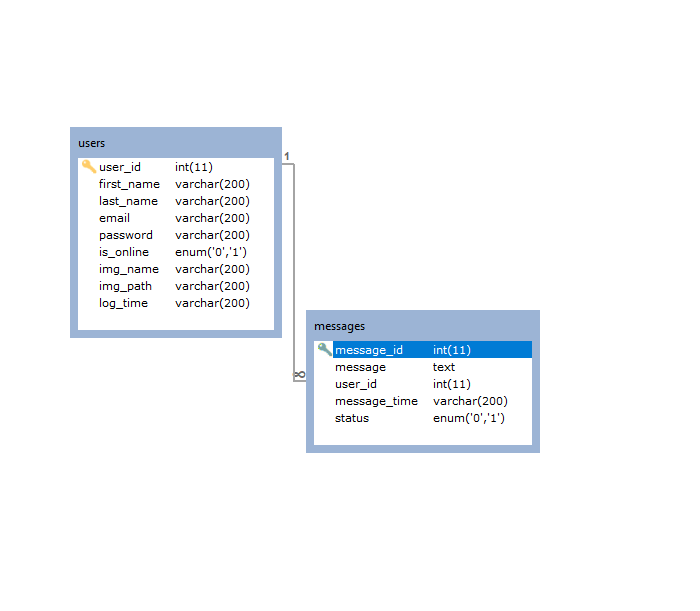 users
user_id int(11)
first_name varchar(200)
last_name varchar(200)
email varchar(200)
password varchar(200)
is_online enum('0','1')
img_name varchar(200)
img_path varchar(200)
log_time varchar(200)
1
∞
messages
message_id int(11)
message text
user_id int(11)
message_time varchar(200)
status enum('0','1')